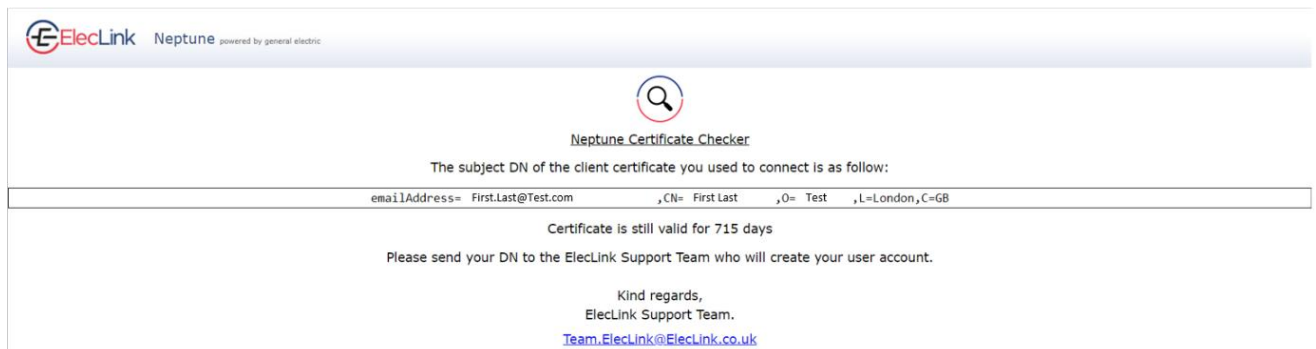 ElecLink Neptune powered by general electric
Neptune Certificate Checker
The subject DN of the client certificate you used to connect is as follow:
emailAddress= First.Last@Test.com ,CN= First Last ,O= Test ,L=London,C=GB
Certificate is still valid for 715 days
Please send your DN to the ElecLink Support Team who will create your user account.
Kind regards,
ElecLink Support Team.
Team.ElecLink@ElecLink.co.uk